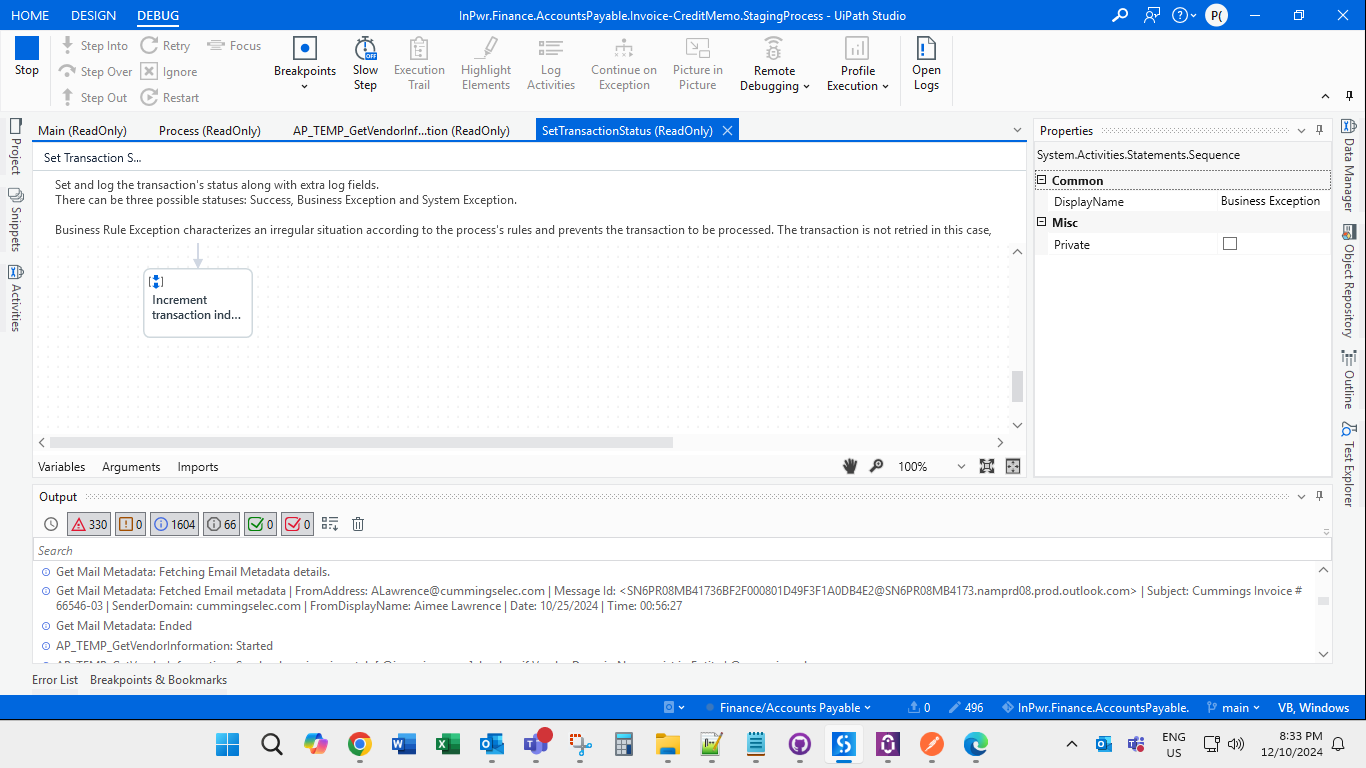 HOME DESIGN DEBUG
InPwr.Finance.AccountsPayable.Invoice-CreditMemo.StagingProcess - UiPath Studio
P(
Stop
Step Into Retry Focus
Step Over Ignore
Step Out Restart
Breakpoints
Slow Step
OFF
Execution Trail
Highlight Elements
Log Activities
Continue on Exception
Picture in Picture
Remote Debugging
Profile Execution
Open Logs
Project
Snippets
Activities
Main (ReadOnly) Process (ReadOnly) AP_TEMP_GetVendorInf...tion (ReadOnly) SetTransactionStatus (ReadOnly)
Set Transaction S...
Set and log the transaction's status along with extra log fields.
There can be three possible statuses: Success, Business Exception and System Exception.
Business Rule Exception characterizes an irregular situation according to the process's rules and prevents the transaction to be processed. The transaction is not retried in this case,
Increment
transaction ind...
Variables Arguments Imports
100%
Properties
System.Activities.Statements.Sequence
Common
DisplayName Business Exception
Misc
Private
Data Manager
Object Repository
Outline
Test Explorer
Output
330 0 1604 66 0 0
Search
Get Mail Metadata: Fetching Email Metadata details.
Get Mail Metadata: Fetched Email metadata | FromAddress: ALawrence@cummingselec.com | Message Id: <SN6PR08MB41736BF2F000801D49F3F1A0DB4E2@SN6PR08MB4173.namprd08.prod.outlook.com> | Subject: Cummings Invoice #
66546-03 | SenderDomain: cummingselec.com | FromDisplayName: Aimee Lawrence | Date: 10/25/2024 | Time: 00:56:27
Get Mail Metadata: Ended
AP_TEMP_GetVendorInformation: Started
Error List Breakpoints & Bookmarks
Finance/Accounts Payable 0 496 InPwr.Finance.AccountsPayable. main VB, Windows
ENG
US
8:33 PM
12/10/2024